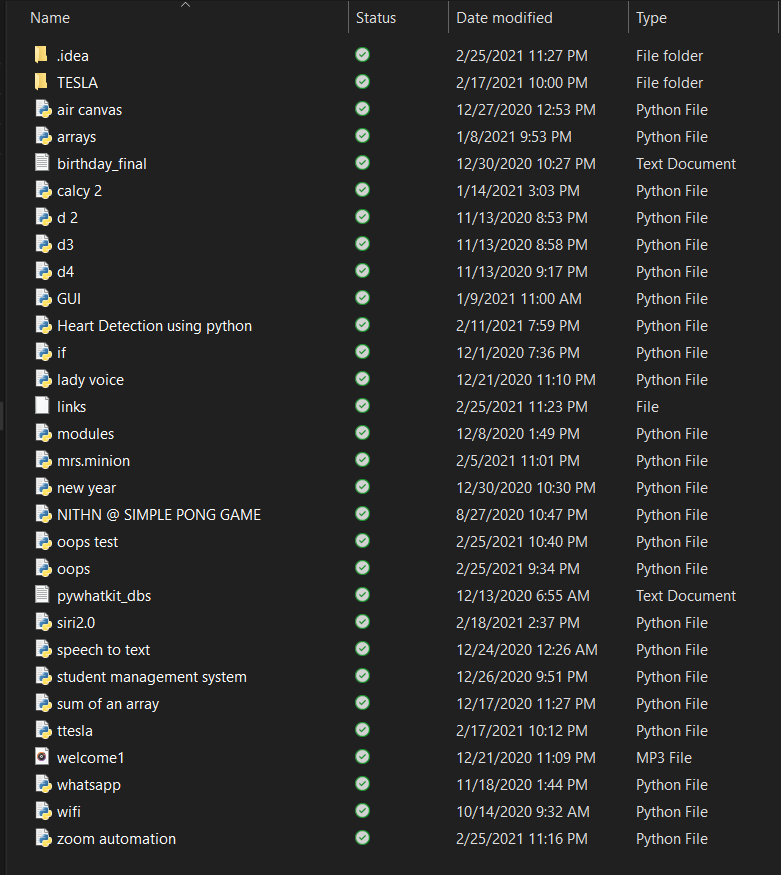 Name Status Date modified Type
.idea 2/25/2021 11:27 PM File folder
TESLA 2/17/2021 10:00 PM File folder
air canvas 12/27/2020 12:53 PM Python File
arrays 1/8/2021 9:53 PM Python File
birthday_final 12/30/2020 10:27 PM Text Document
calcy 2 1/14/2021 3:03 PM Python File
d 2 11/13/2020 8:53 PM Python File
d3 11/13/2020 8:58 PM Python File
d4 11/13/2020 9:17 PM Python File
GUI 1/9/2021 11:00 AM Python File
Heart Detection using python 2/11/2021 7:59 PM Python File
if 12/1/2020 7:36 PM Python File
lady voice 12/21/2020 11:10 PM Python File
links 2/25/2021 11:23 PM File
modules 12/8/2020 1:49 PM Python File
mrs.minion 2/5/2021 11:01 PM Python File
new year 12/30/2020 10:30 PM Python File
NITHN @ SIMPLE PONG GAME 8/27/2020 10:47 PM Python File
oops test 2/25/2021 10:40 PM Python File
oops 2/25/2021 9:34 PM Python File
pywhatkit_dbs 12/13/2020 6:55 AM Text Document
siri2.0 2/18/2021 2:37 PM Python File
speech to text 12/24/2020 12:26 AM Python File
student management system 12/26/2020 9:51 PM Python File
sum of an array 12/17/2020 11:27 PM Python File
ttesla 2/17/2021 10:12 PM Python File
welcome1 12/21/2020 11:09 PM MP3 File
whatsapp 11/18/2020 1:44 PM Python File
wifi 10/14/2020 9:32 AM Python File
zoom automation 2/25/2021 11:16 PM Python File